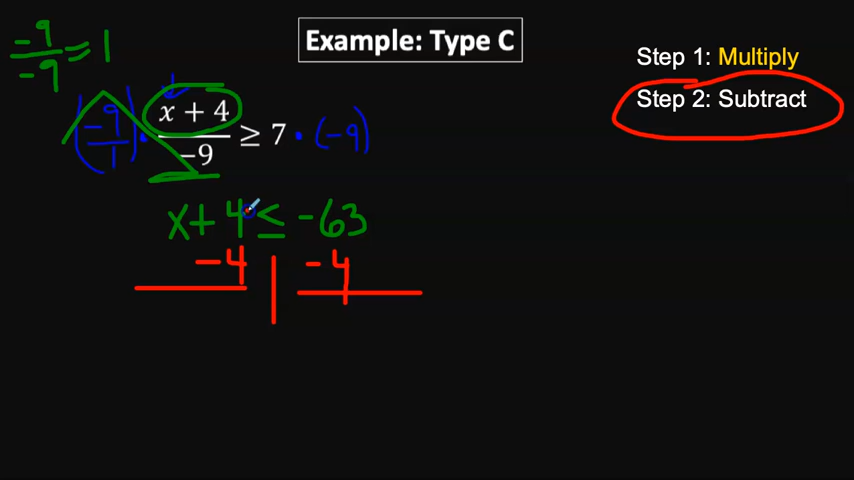 Example: Type C
Step 1: Multiply
Step 2: Subtract
-9/-9 = 1
(-9/1) · x + 4/-9 ≥ 7 · (-9)
x + 4 ≤ -63
-4 | -4